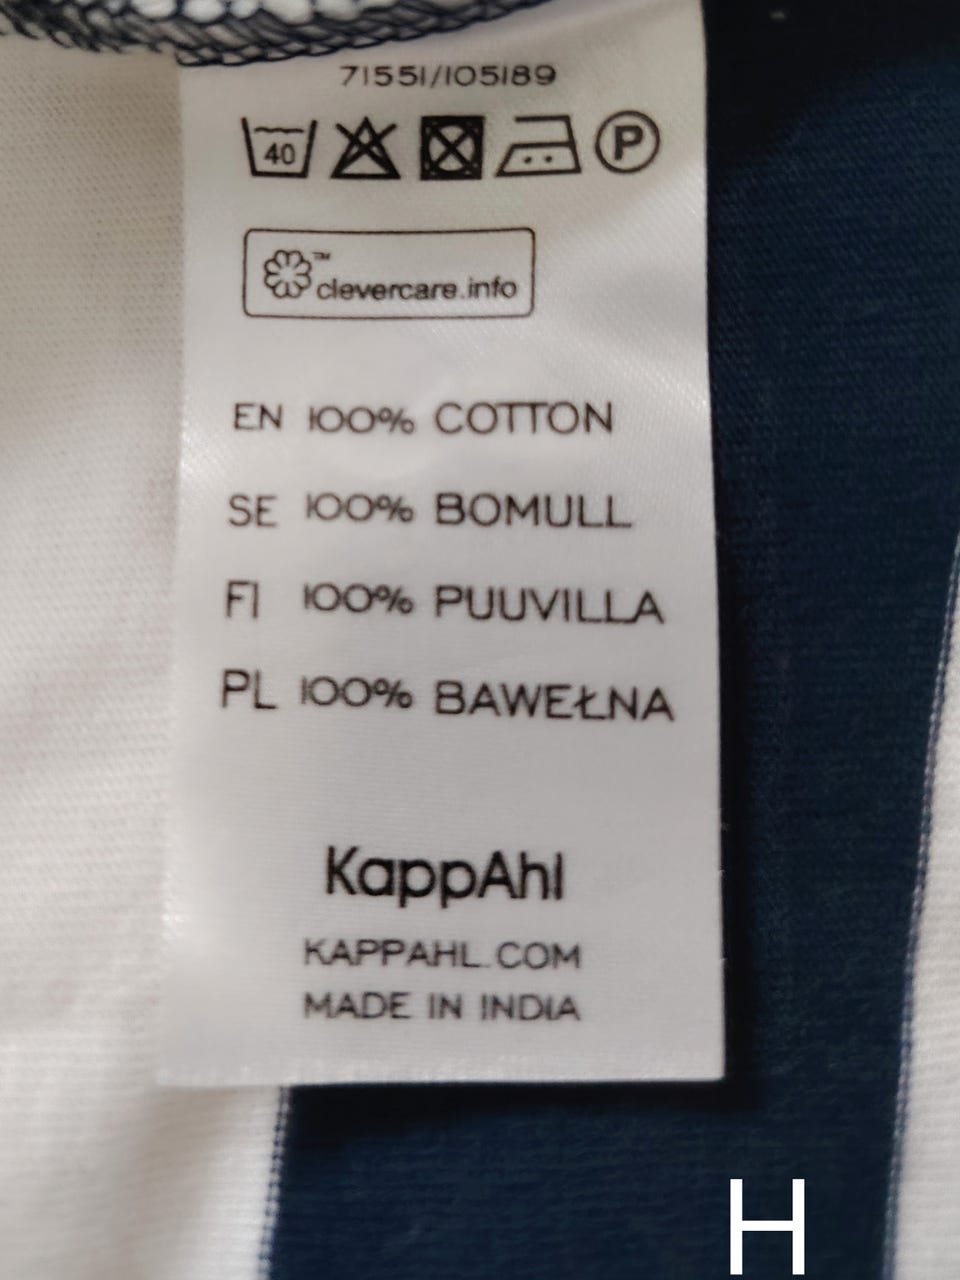 71551/105189
40 P
clevercare.info™
EN 100% COTTON
SE 100% BOMULL
FI 100% PUUVILLA
PL 100% BAWEŁNA
KappAhl
KAPPAHL.COM
MADE IN INDIA
H